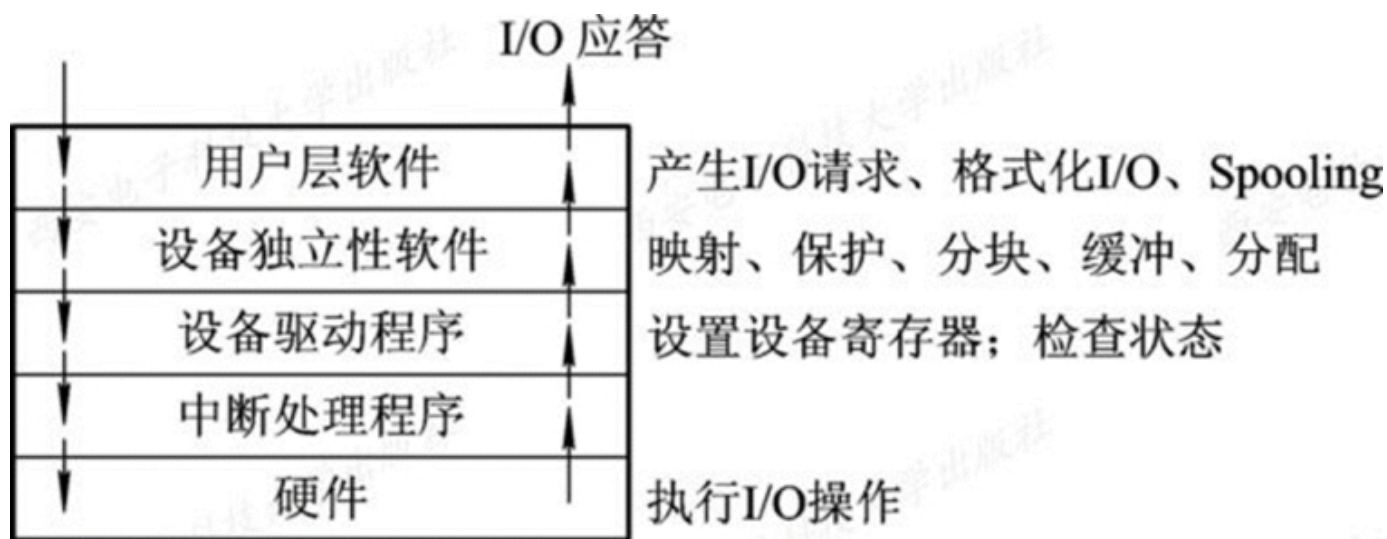 I/O 应答
用户层软件 产生I/O请求、格式化I/O、Spooling
设备独立性软件 映射、保护、分块、缓冲、分配
设备驱动程序 设置设备寄存器；检查状态
中断处理程序
硬件 执行I/O操作